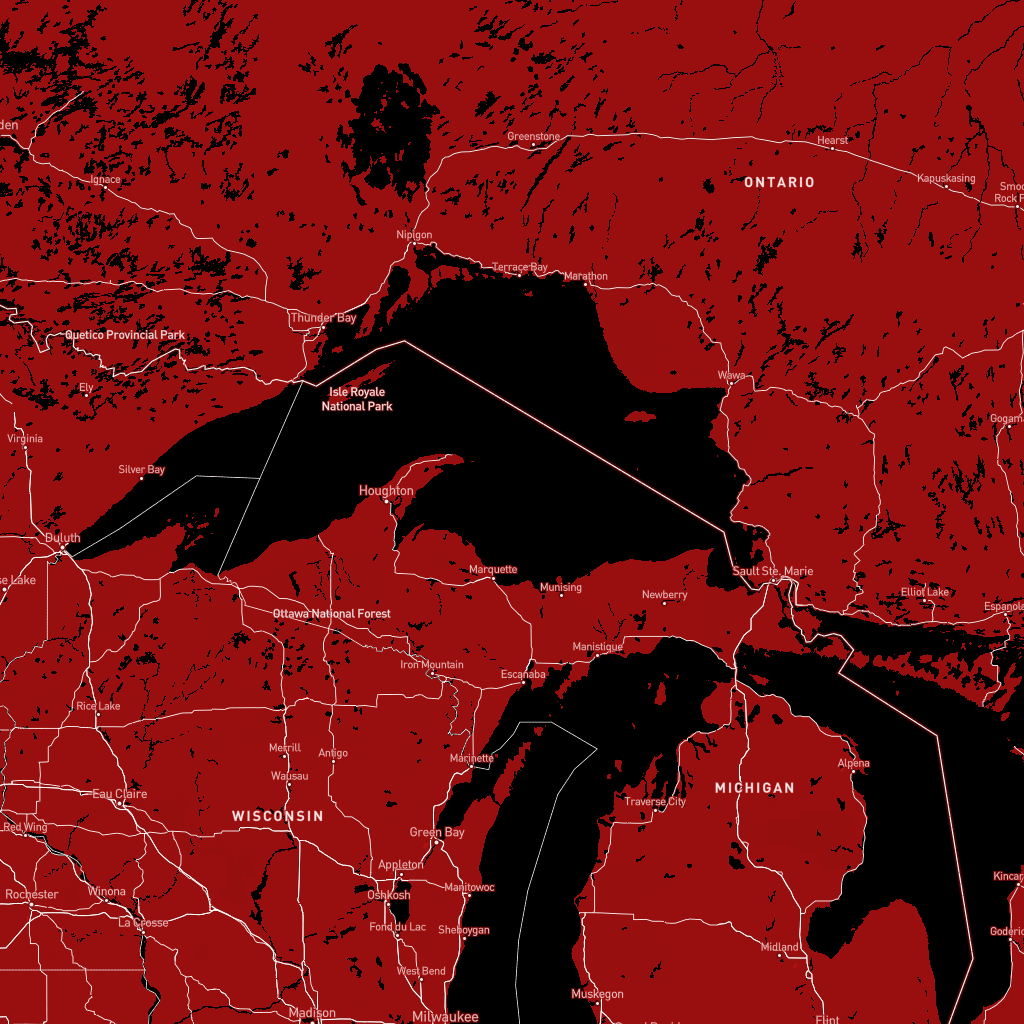 den
Greenstone
Hearst
Ignace
ONTARIO
Kapuskasing
Smoo
Rock F
Nipigon
Terrace Bay
Marathon
Thunder Bay
Quetico Provincial Park
Wawa
Ely
Isle Royale
National Park
Gogama
Virginia
Silver Bay
Houghton
Duluth
Marquette
Sault Ste. Marie
se Lake
Munising
Newberry
Elliot Lake
Espanola
Ottawa National Forest
Manistique
Iron Mountain
Escanaba
Rice Lake
Merrill
Antigo
Marinette
Alpena
Wausau
Eau Claire
MICHIGAN
Traverse City
WISCONSIN
Red Wing
Green Bay
Appleton
Kincar
Rochester
Winona
Oshkosh
Manitowoc
La Crosse
Fond du Lac
Sheboygan
Goderic
Midland
West Bend
Muskegon
Madison
Milwaukee
Flint